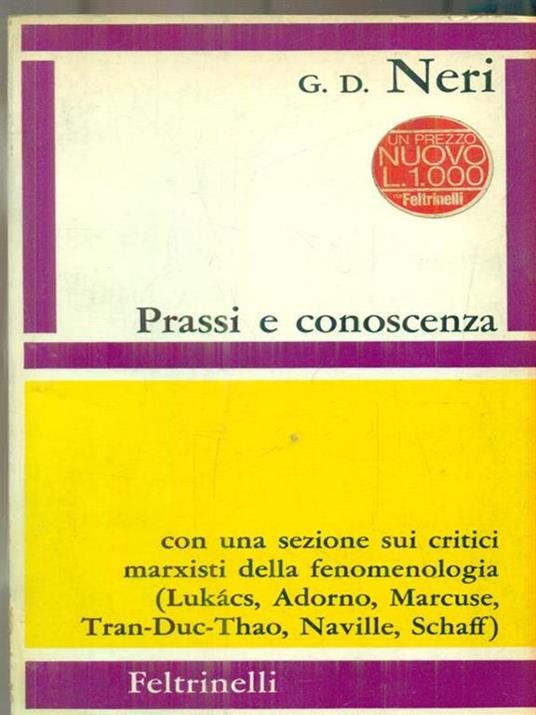 G. D. Neri
UN PREZZO
NUOVO
L. 1.000
Feltrinelli
Prassi e conoscenza
con una sezione sui critici
marxisti della fenomenologia
(Lukács, Adorno, Marcuse,
Tran-Duc-Thao, Naville, Schaff)
Feltrinelli